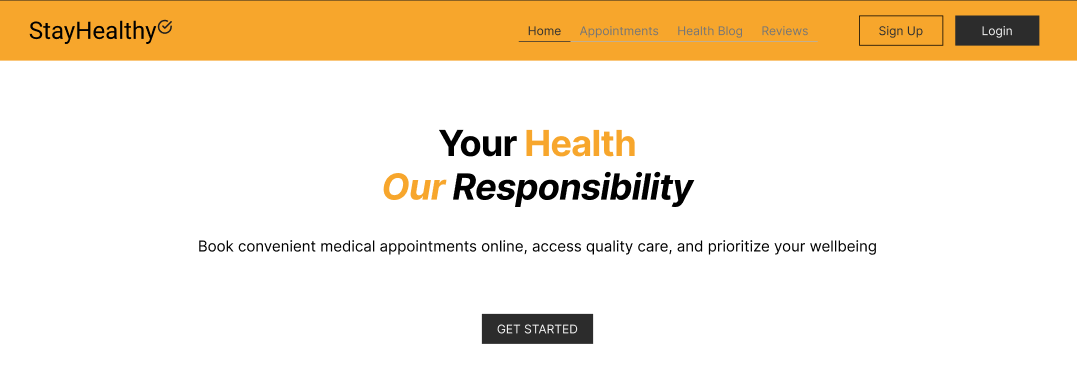 StayHealthy
Home Appointments Health Blog Reviews Sign Up Login
Your Health
Our Responsibility
Book convenient medical appointments online, access quality care, and prioritize your wellbeing
GET STARTED